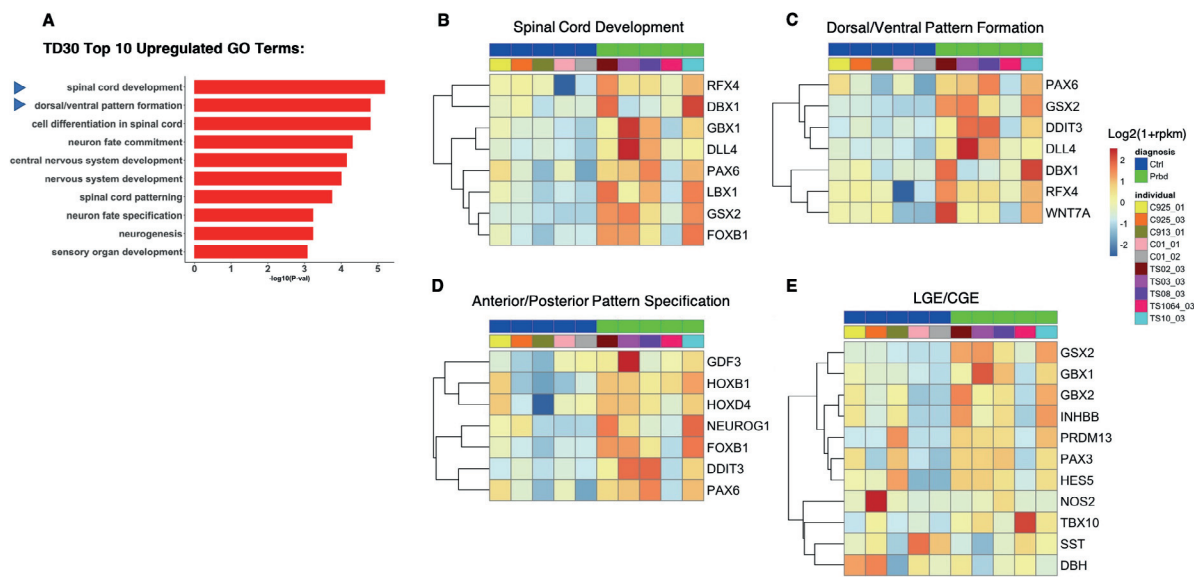 A
TD30 Top 10 Upregulated GO Terms:
spinal cord development
dorsal/ventral pattern formation
cell differentiation in spinal cord
neuron fate commitment
central nervous system development
nervous system development
spinal cord patterning
neuron fate specification
neurogenesis
sensory organ development
0 1 2 3 4 5
-log10(P-val)
B
Spinal Cord Development
RFX4
DBX1
GBX1
DLL4
PAX6
LBX1
GSX2
FOXB1
C
Dorsal/Ventral Pattern Formation
PAX6
GSX2
DDIT3
DLL4
DBX1
RFX4
WNT7A
Log2(1+rpkm)
2
1
0
-1
-2
diagnosis
Ctrl
Prbd
individual
C925_01
C925_03
C913_01
C01_01
C01_02
TS02_03
TS03_03
TS08_03
TS1064_03
TS10_03
D
Anterior/Posterior Pattern Specification
GDF3
HOXB1
HOXD4
NEUROG1
FOXB1
DDIT3
PAX6
E
LGE/CGE
GSX2
GBX1
GBX2
INHBB
PRDM13
PAX3
HES5
NOS2
TBX10
SST
DBH